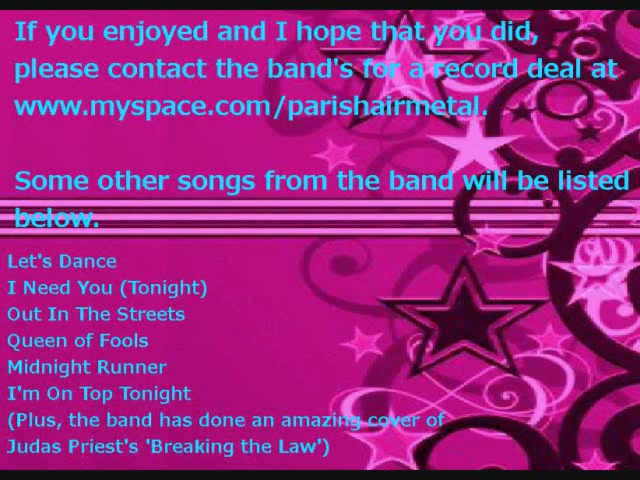 If you enjoyed and I hope that you did,
please contact the band's for a record deal at
www.myspace.com/parishairmetal.
Some other songs from the band will be listed
below.
Let's Dance
I Need You (Tonight)
Out In The Streets
Queen of Fools
Midnight Runner
I'm On Top Tonight
(Plus, the band has done an amazing cover of
Judas Priest's 'Breaking the Law')